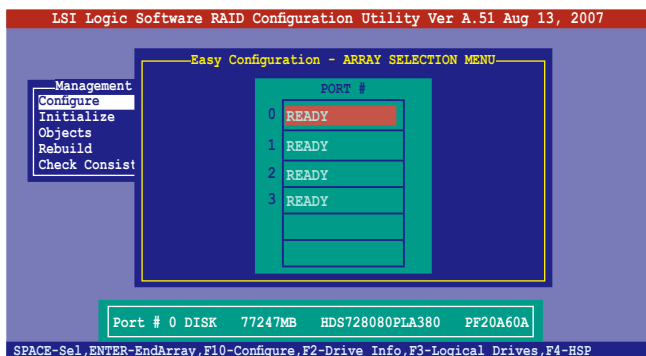 LSI Logic Software RAID Configuration Utility Ver A.51 Aug 13, 2007
Easy Configuration - ARRAY SELECTION MENU
Management
Configure
Initialize
Objects
Rebuild
Check Consist
PORT #
0 READY
1 READY
2 READY
3 READY
Port # 0 DISK 77247MB HDS728080PLA380 PF20A60A
SPACE-Sel,ENTER-EndArray,F10-Configure,F2-Drive Info,F3-Logical Drives,F4-HSP